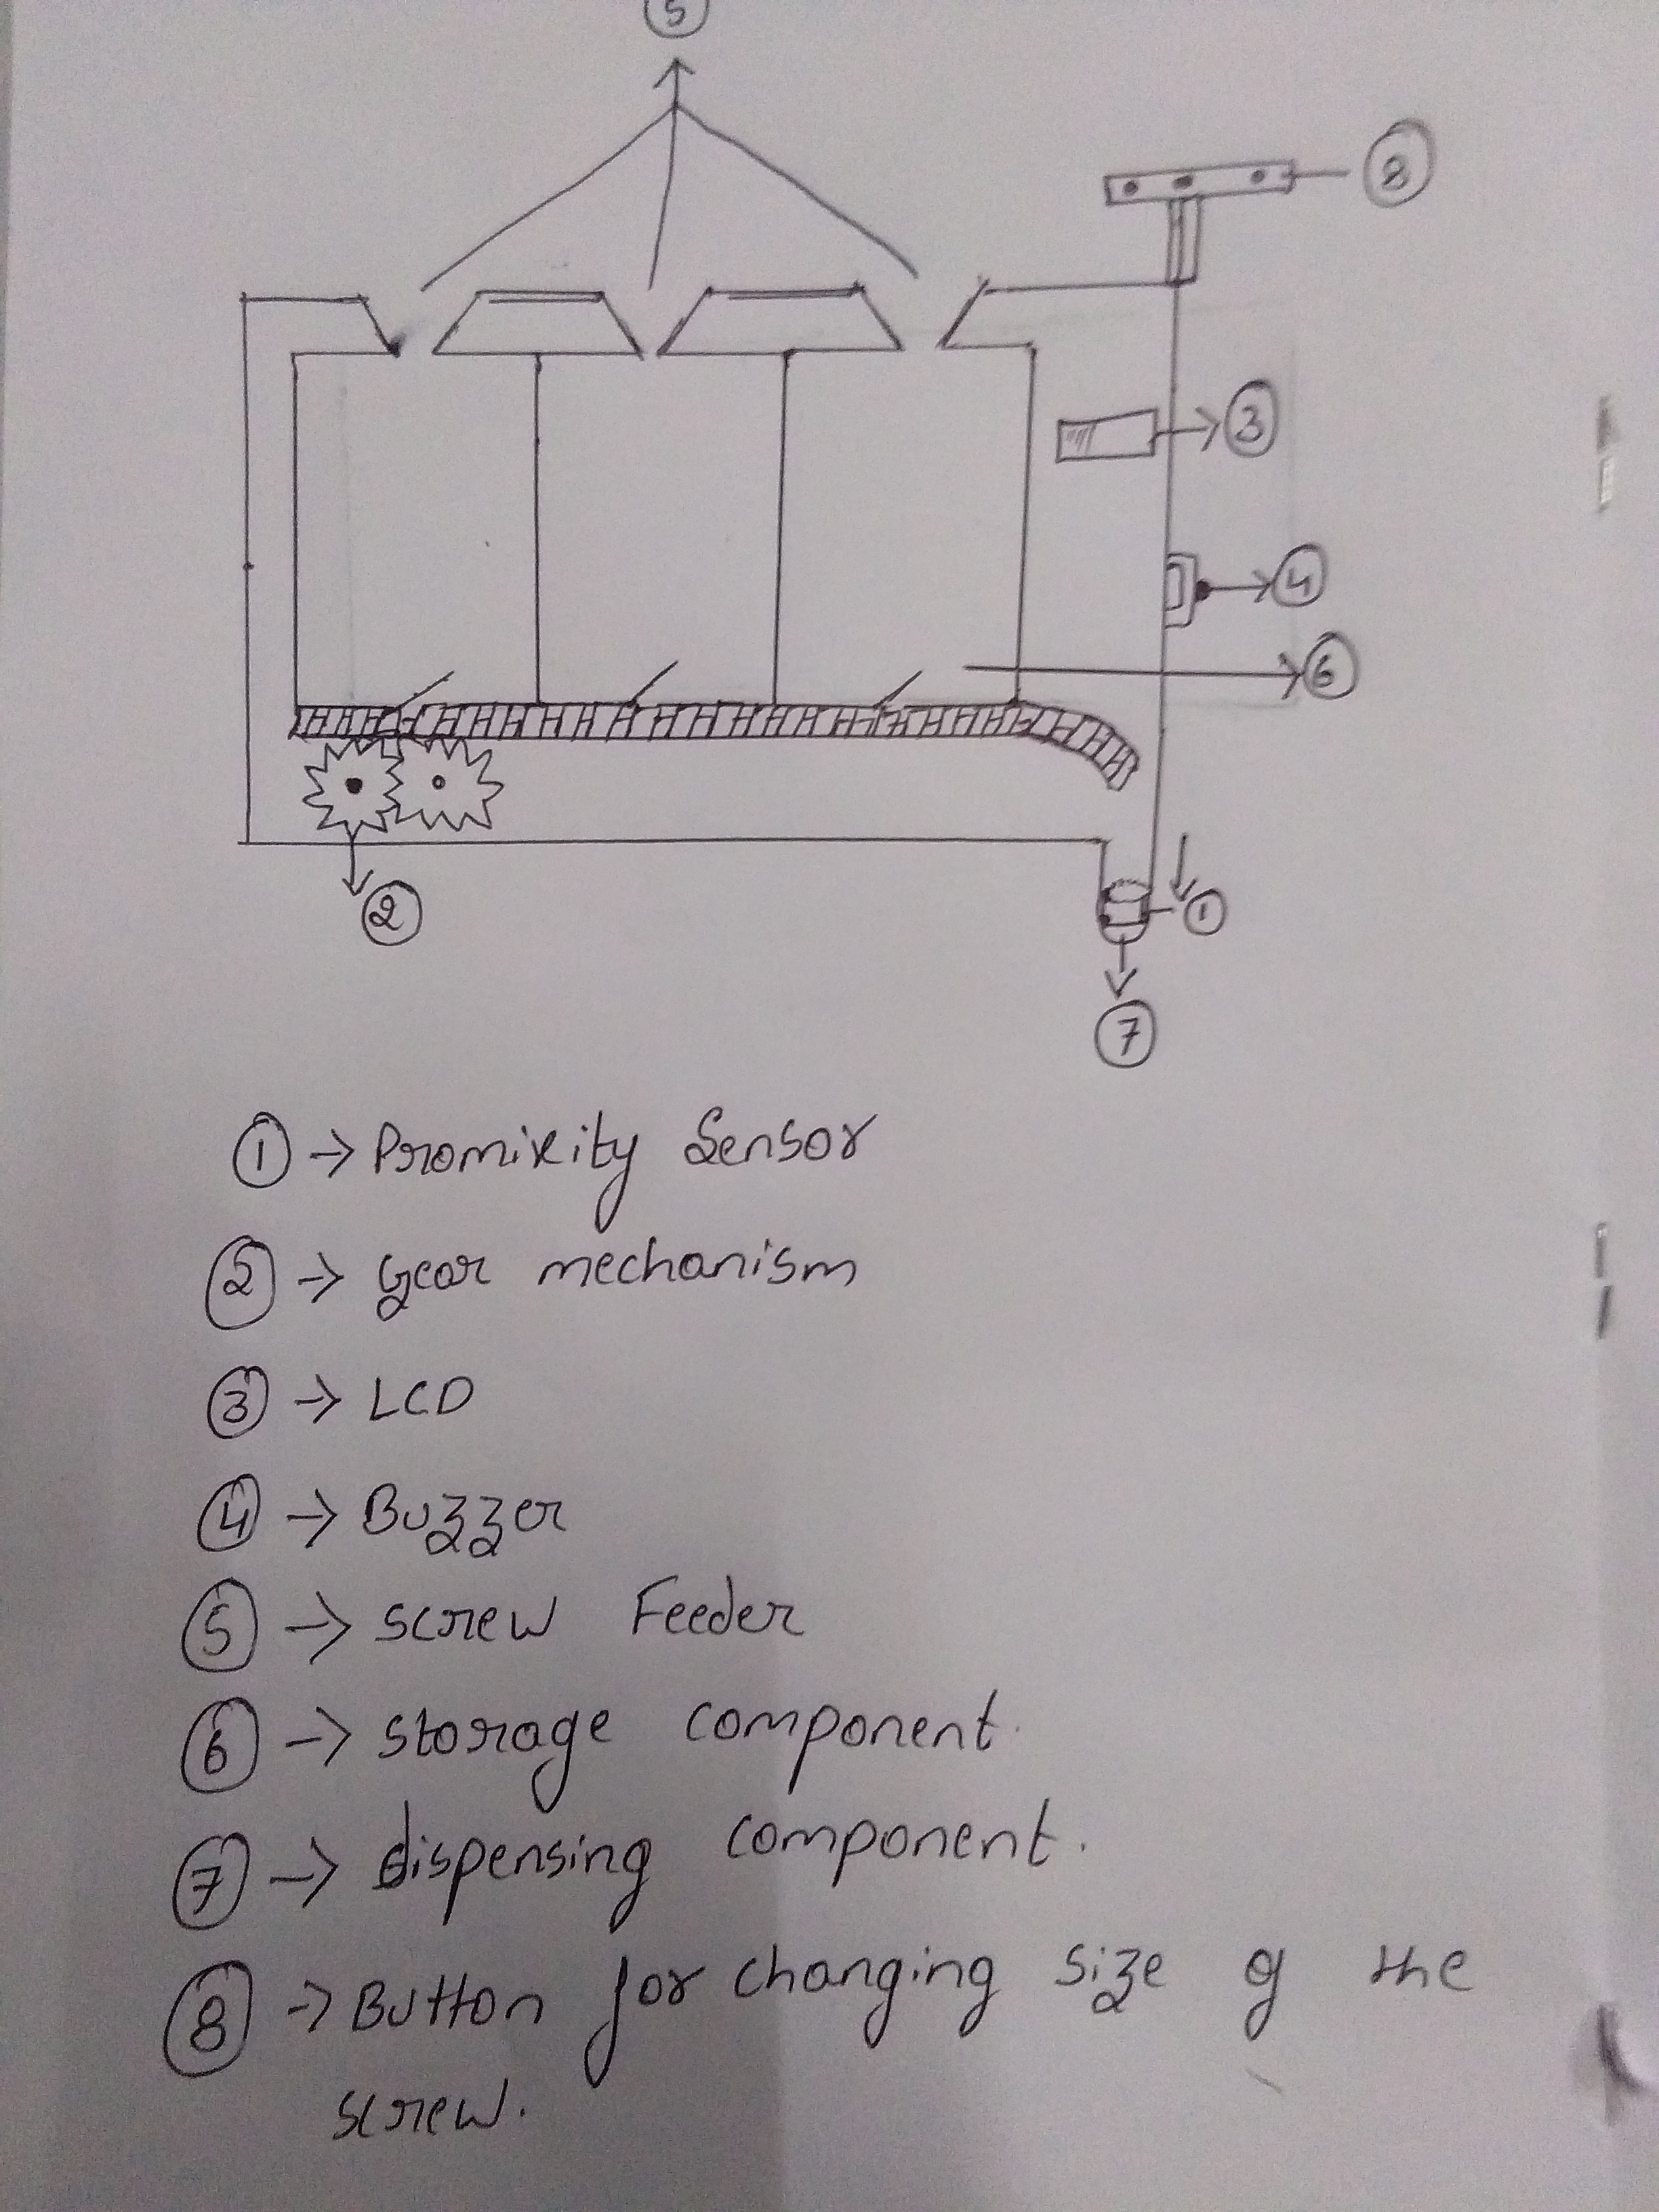 5
8
3
4
6
2
1
7
1 → Promixity Sensor
2 → Gear mechanism
3 → LCD
4 → Buzzer
5 → screw Feeder
6 → storage component.
7 → dispensing component.
8 → Button for changing size of the
screw.